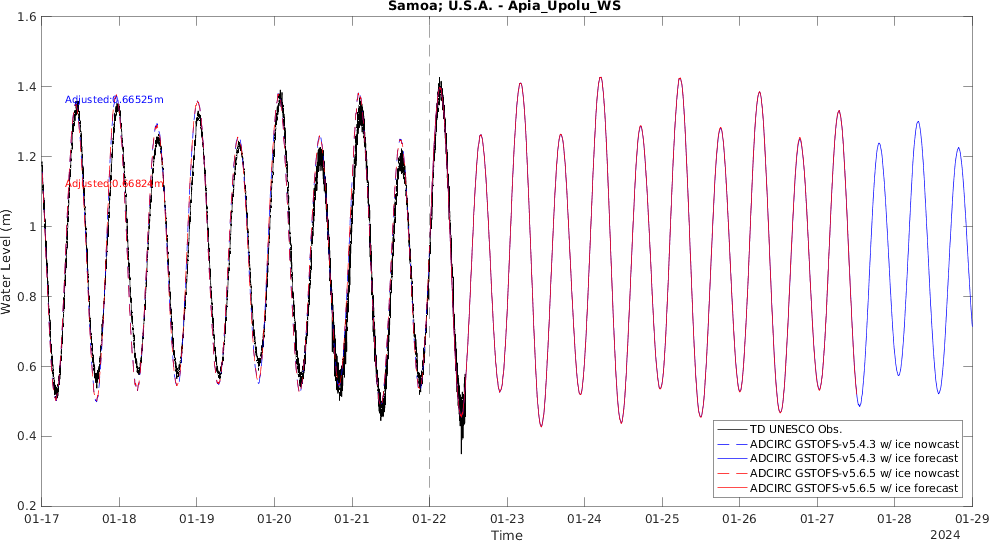 Samoa; U.S.A. - Apia_Upolu_WS
1.6
1.4
1.2
1
0.8
0.6
0.4
0.2
Water Level (m)
Adjusted:0.66525m
Adjusted:0.66824m
TD UNESCO Obs.
ADCIRC GSTOFS-v5.4.3 w/ ice nowcast
ADCIRC GSTOFS-v5.4.3 w/ ice forecast
ADCIRC GSTOFS-v5.6.5 w/ ice nowcast
ADCIRC GSTOFS-v5.6.5 w/ ice forecast
01-17 01-18 01-19 01-20 01-21 01-22 01-23 01-24 01-25 01-26 01-27 01-28 01-29
Time
2024